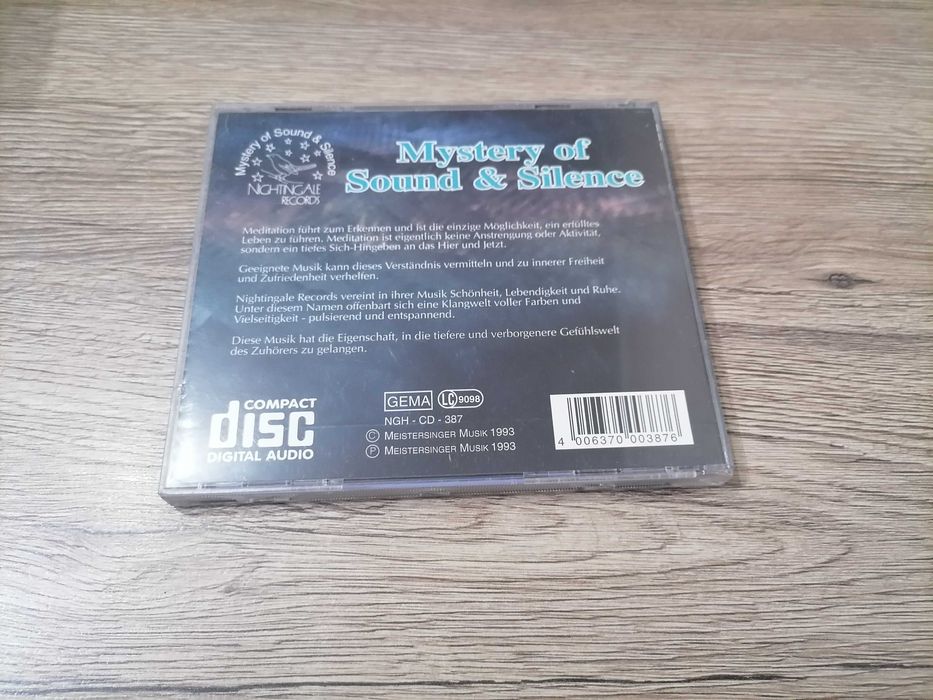 Mystery of Sound & Silence
NIGHTINGALE
RECORDS
Mystery of
Sound & Silence
Meditation führt zum Erkennen und ist die einzige Möglichkeit, ein erfülltes
Leben zu führen. Meditation ist eigentlich keine Anstrengung oder Aktivität,
sondern ein tiefes Sich-Hingeben an das Hier und Jetzt.
Geeignete Musik kann dieses Verständnis vermitteln und zu innerer Freiheit
und Zufriedenheit verhelfen.
Nightingale Records vereint in ihrer Musik Schönheit, Lebendigkeit und Ruhe.
Unter diesem Namen offenbart sich eine Klangwelt voller Farben und
Vielseitigkeit - pulsierend und entspannend.
Diese Musik hat die Eigenschaft, in die tiefere und verborgenere Gefühlswelt
des Zuhörers zu gelangen.
COMPACT
disc
DIGITAL AUDIO
GEMA LC 9098
NGH - CD - 387
© MEISTERSINGER MUSIK 1993
℗ MEISTERSINGER MUSIK 1993
4 006370 003876